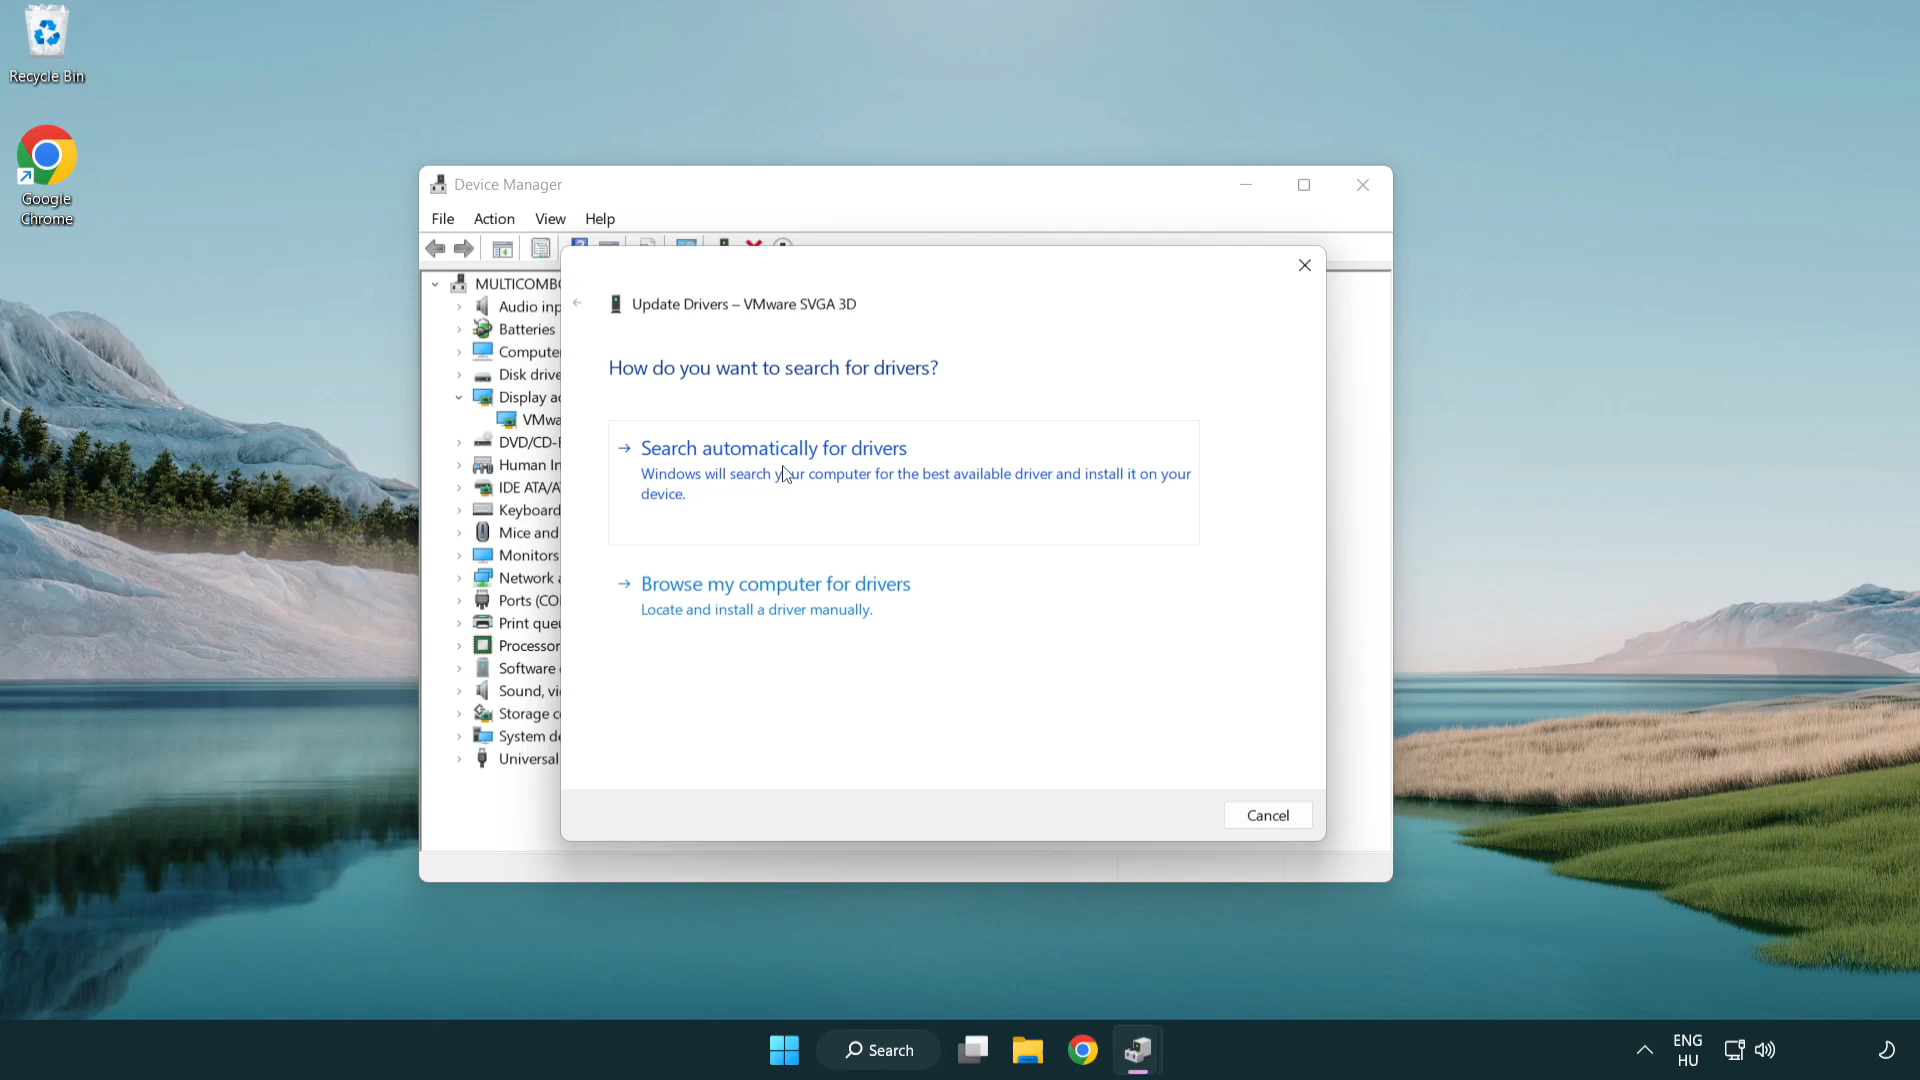 Recycle Bin
Google
Chrome
Device Manager
File Action View Help
Update Drivers – VMware SVGA 3D
How do you want to search for drivers?
Search automatically for drivers
Windows will search your computer for the best available driver and install it on your
device.
Browse my computer for drivers
Locate and install a driver manually.
Cancel
MULTICOMB
Audio inp
Batteries
Compute
Disk drive
Display a
VMwa
DVD/CD-
Human In
IDE ATA/A
Keyboard
Mice and
Monitors
Network a
Ports (CO
Print que
Processor
Software
Sound, vi
Storage c
System de
Universal
Search
ENG
HU